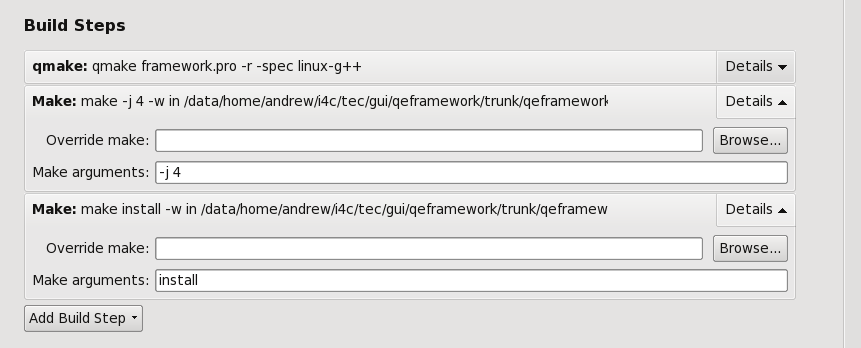 Build Steps
qmake: qmake framework.pro -r -spec linux-g++ Details
Make: make -j 4 -w in /data/home/andrew/i4c/tec/gui/qeframework/trunk/qeframework Details
Override make: Browse...
Make arguments: -j 4
Make: make install -w in /data/home/andrew/i4c/tec/gui/qeframework/trunk/qeframew Details
Override make: Browse...
Make arguments: install
Add Build Step